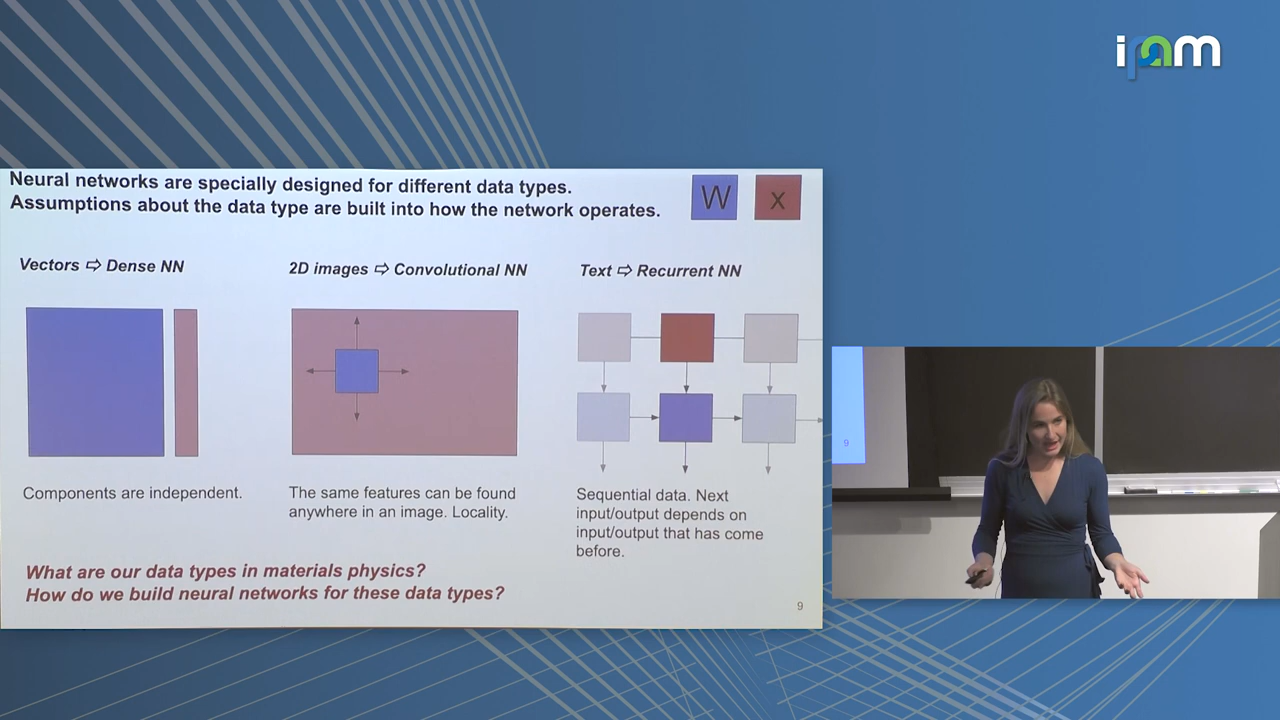 ipam
Neural networks are specially designed for different data types.
Assumptions about the data type are built into how the network operates.
W
x
Vectors ⇨ Dense NN
2D images ⇨ Convolutional NN
Text ⇨ Recurrent NN
Components are independent.
The same features can be found
anywhere in an image. Locality.
Sequential data. Next
input/output depends on
input/output that has come
before.
What are our data types in materials physics?
How do we build neural networks for these data types?
9
9